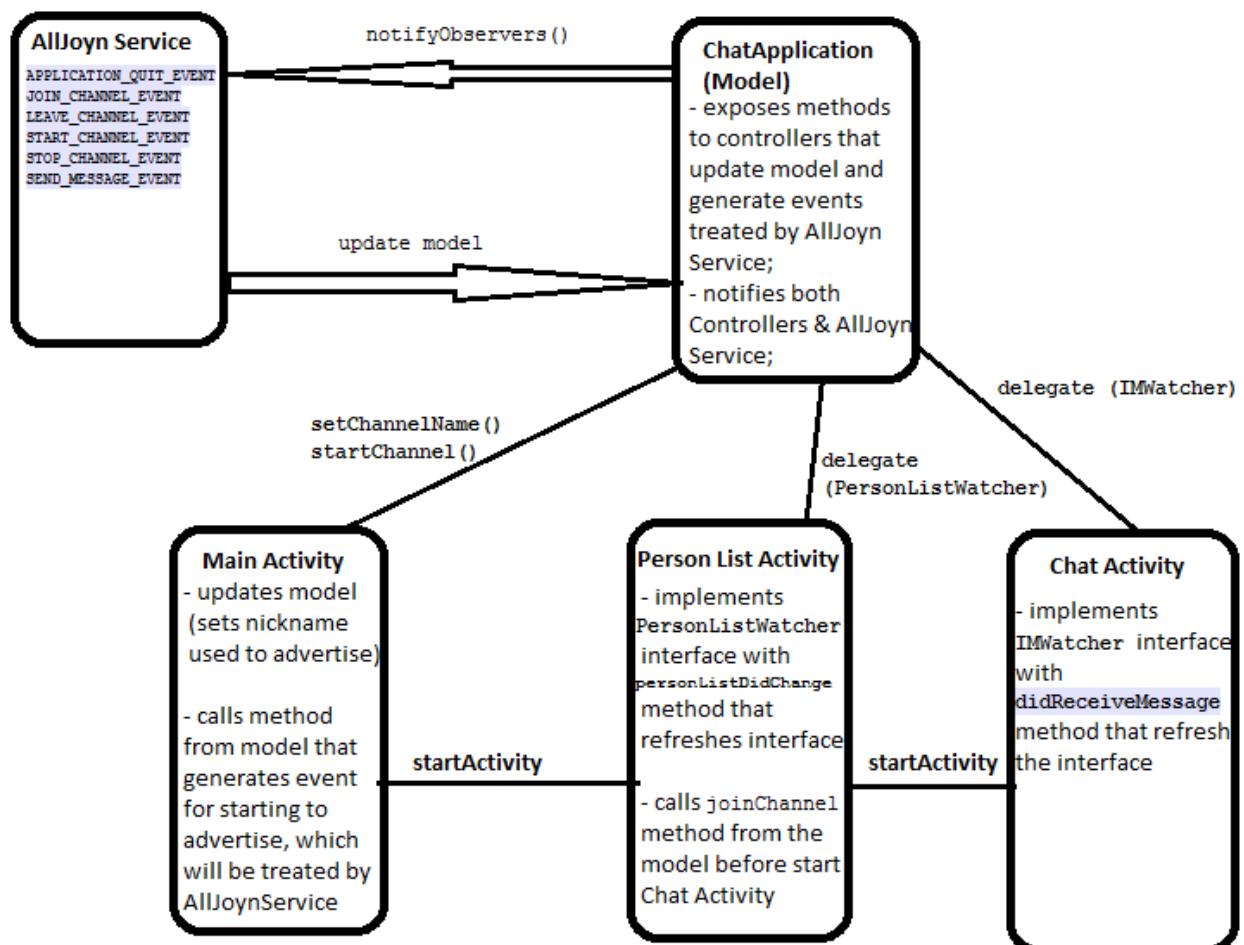 AllJoyn Service
APPLICATION_QUIT_EVENT
JOIN_CHANNEL_EVENT
LEAVE_CHANNEL_EVENT
START_CHANNEL_EVENT
STOP_CHANNEL_EVENT
SEND_MESSAGE_EVENT
notifyObservers()
update model
ChatApplication
(Model)
- exposes methods
to controllers that
update model and
generate events
treated by AllJoyn
Service;
- notifies both
Controllers & AllJoyn
Service;
setChannelName()
startChannel()
delegate
(PersonListWatcher)
delegate (IMWatcher)
Main Activity
- updates model
(sets nickname
used to advertise)
- calls method
from model that
generates event
for starting to
advertise, which
will be treated by
AllJoynService
startActivity
Person List Activity
- implements
PersonListWatcher
interface with
personListDidChange
method that
refreshes interface
- calls joinChannel
method from the
model before start
Chat Activity
startActivity
Chat Activity
- implements
IMWatcher interface
with
didReceiveMessage
method that refresh
the interface